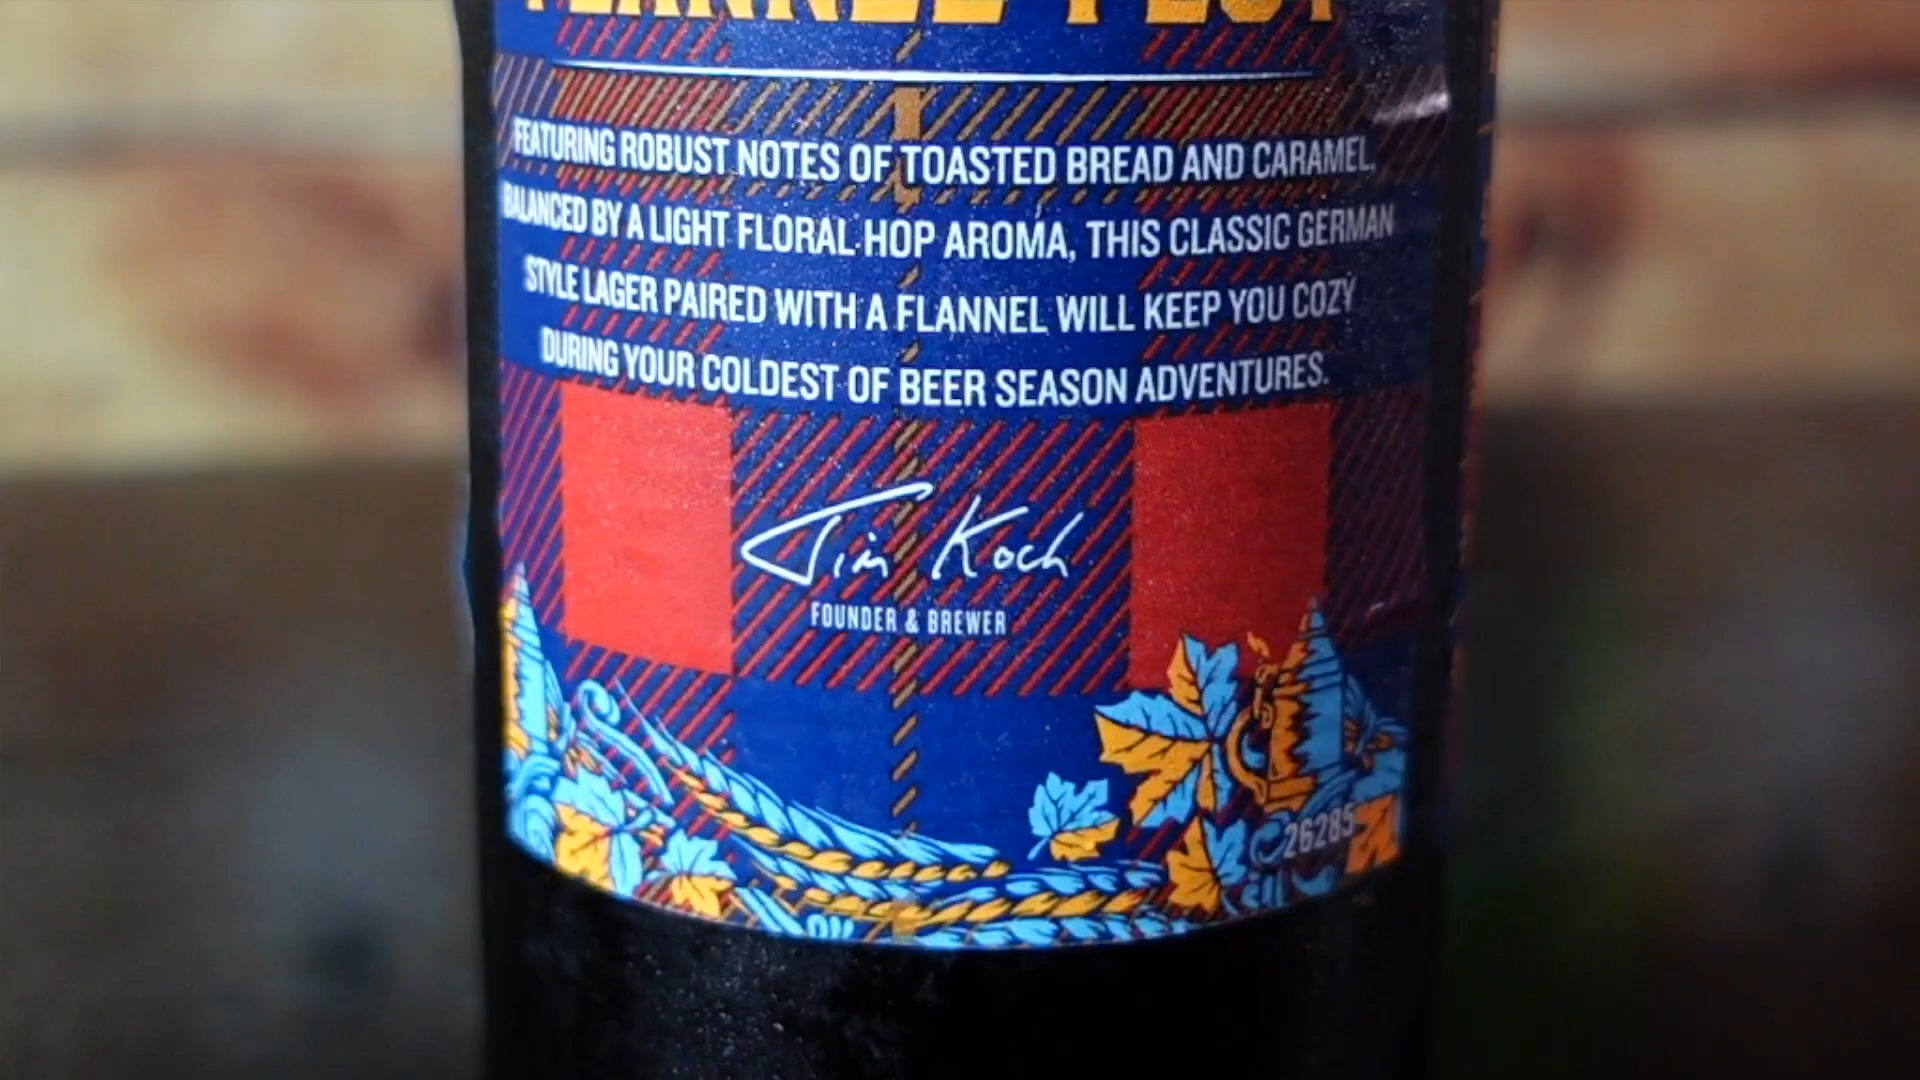 FLANNEL FEST
FEATURING ROBUST NOTES OF TOASTED BREAD AND CARAMEL,
BALANCED BY A LIGHT FLORAL HOP AROMA, THIS CLASSIC GERMAN
STYLE LAGER PAIRED WITH A FLANNEL WILL KEEP YOU COZY
DURING YOUR COLDEST OF BEER SEASON ADVENTURES.
Jim Koch
FOUNDER & BREWER
26285